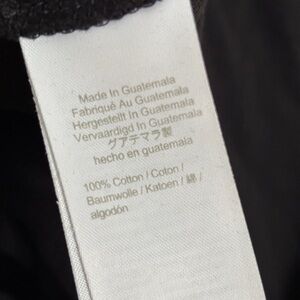 Made In Guatemala
Fabriqué Au Guatemala
Hergestellt In Guatemala
Vervaardigd In Guatemala
グアテマラ製
hecho en guatemala
100% Cotton / Coton /
Baumwolle / Katoen / 綿 /
algodón